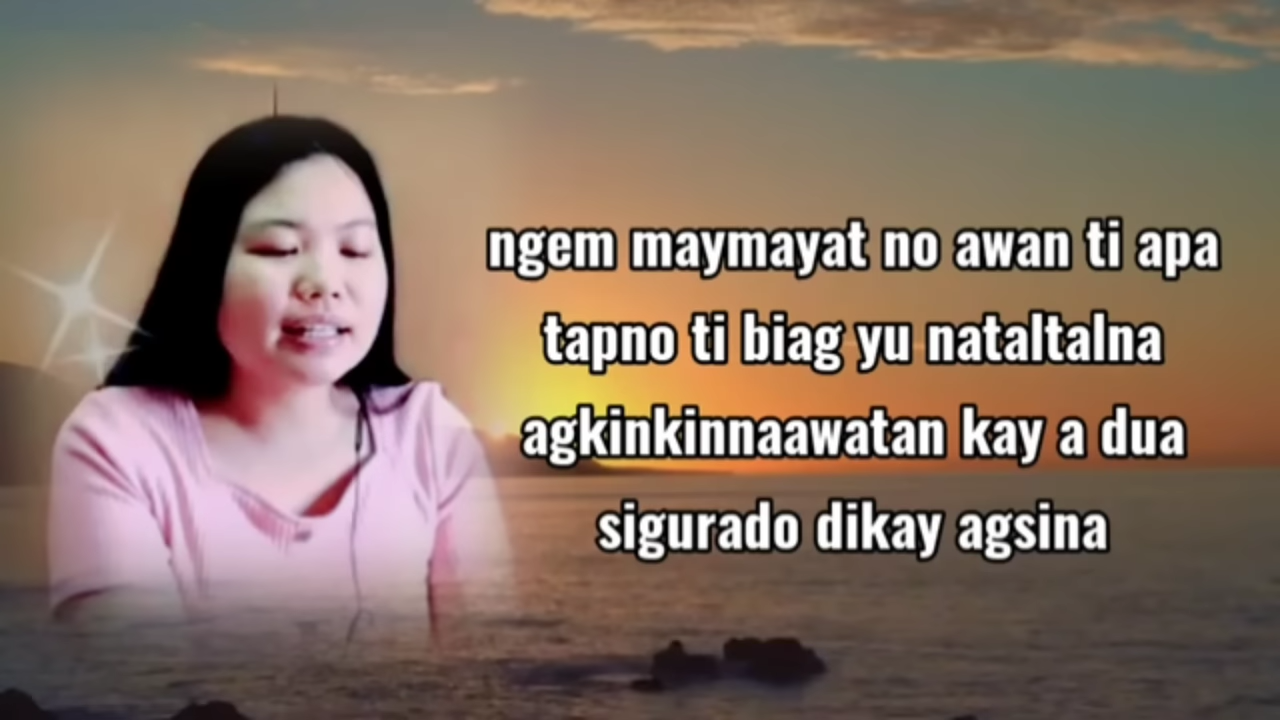 ngem maymayat no awan ti apa
tapno ti biag yu nataltalna
agkinkinnaawatan kay a dua
sigurado dikay agsina